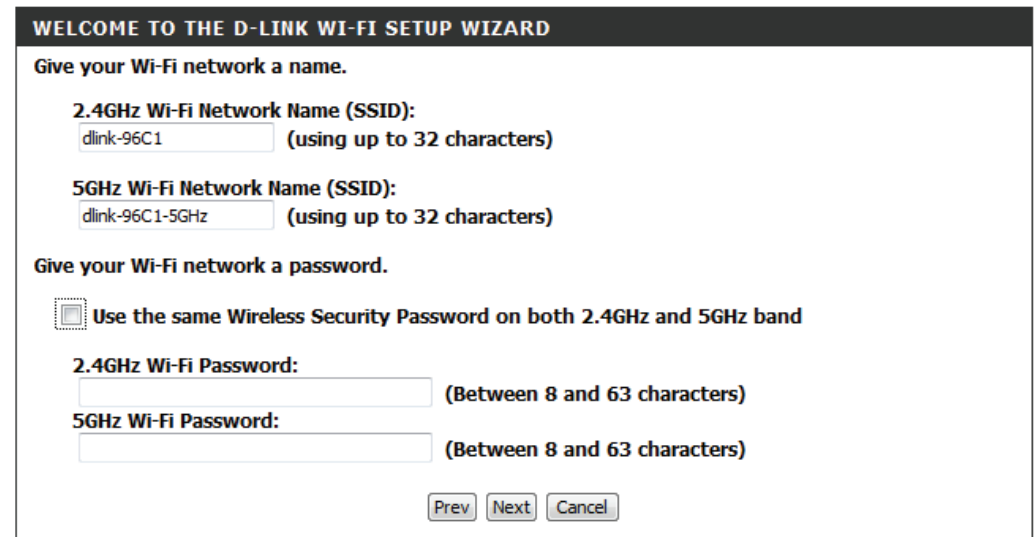 WELCOME TO THE D-LINK WI-FI SETUP WIZARD
Give your Wi-Fi network a name.
2.4GHz Wi-Fi Network Name (SSID):
dlink-96C1 (using up to 32 characters)
5GHz Wi-Fi Network Name (SSID):
dlink-96C1-5GHz (using up to 32 characters)
Give your Wi-Fi network a password.
Use the same Wireless Security Password on both 2.4GHz and 5GHz band
2.4GHz Wi-Fi Password:
(Between 8 and 63 characters)
5GHz Wi-Fi Password:
(Between 8 and 63 characters)
Prev Next Cancel